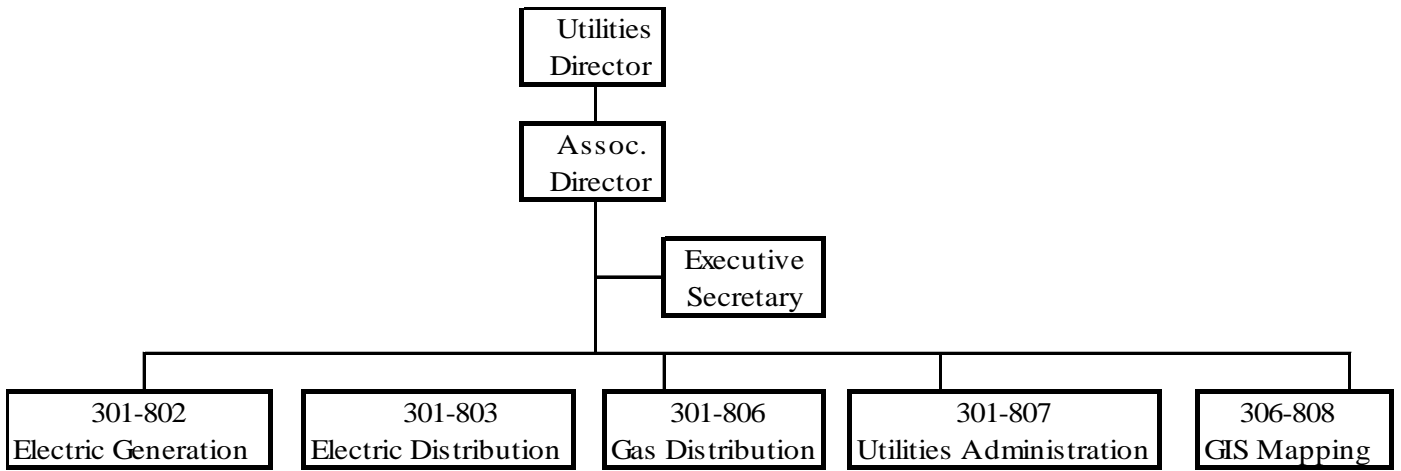 Utilities
Director
Assoc.
Director
Executive
Secretary
301-802
Electric Generation
301-803
Electric Distribution
301-806
Gas Distribution
301-807
Utilities Administration
306-808
GIS Mapping